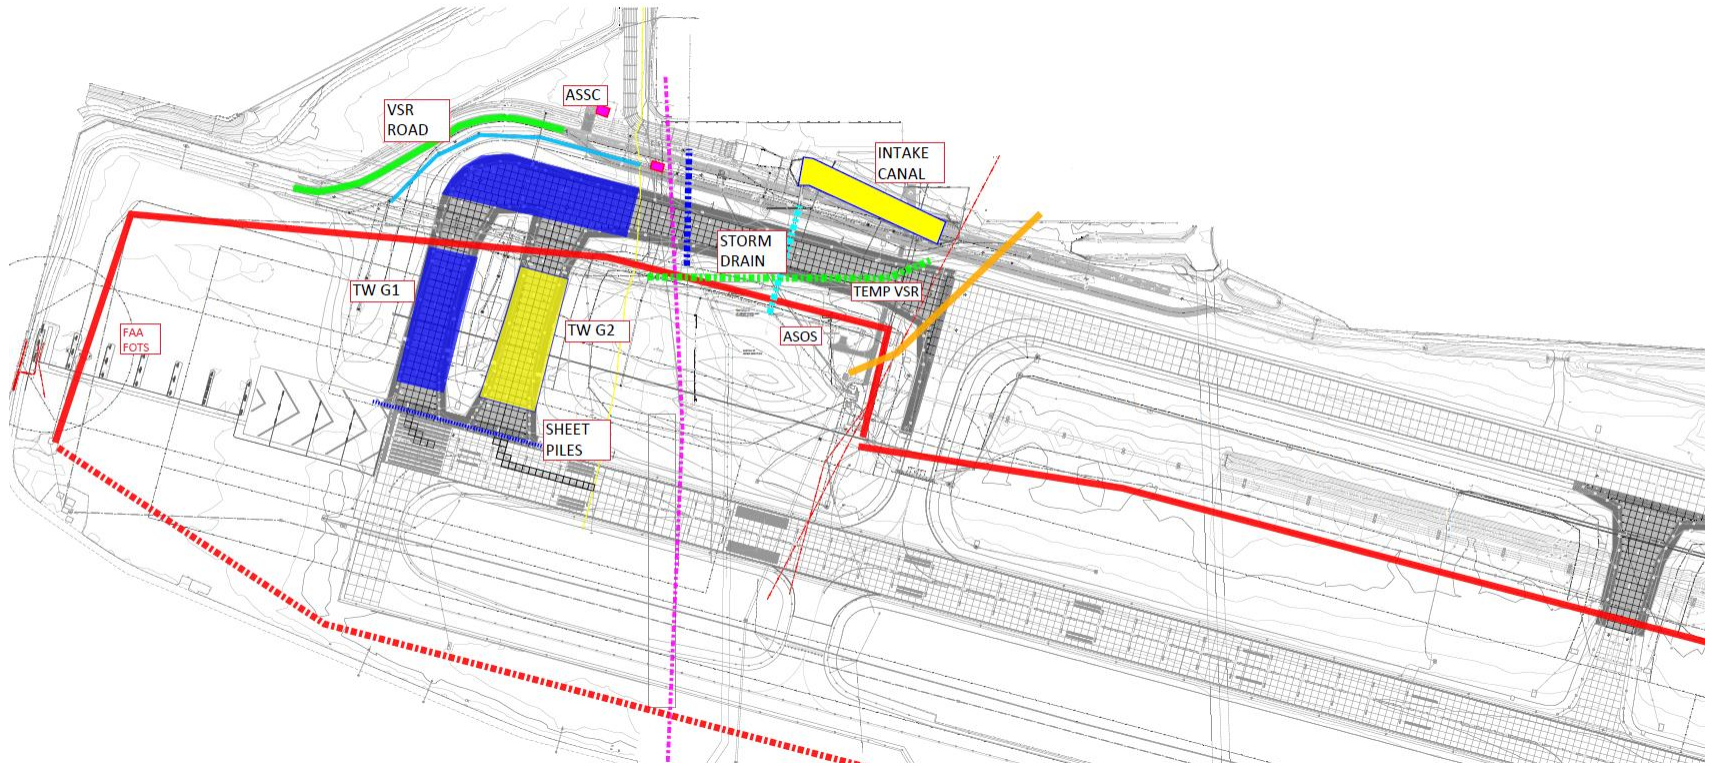 ASSC
VSR
ROAD
INTAKE
CANAL
STORM
DRAIN
TW G1
TEMP VSR
FAA
FOTS
TW G2
ASOS
SHEET
PILES